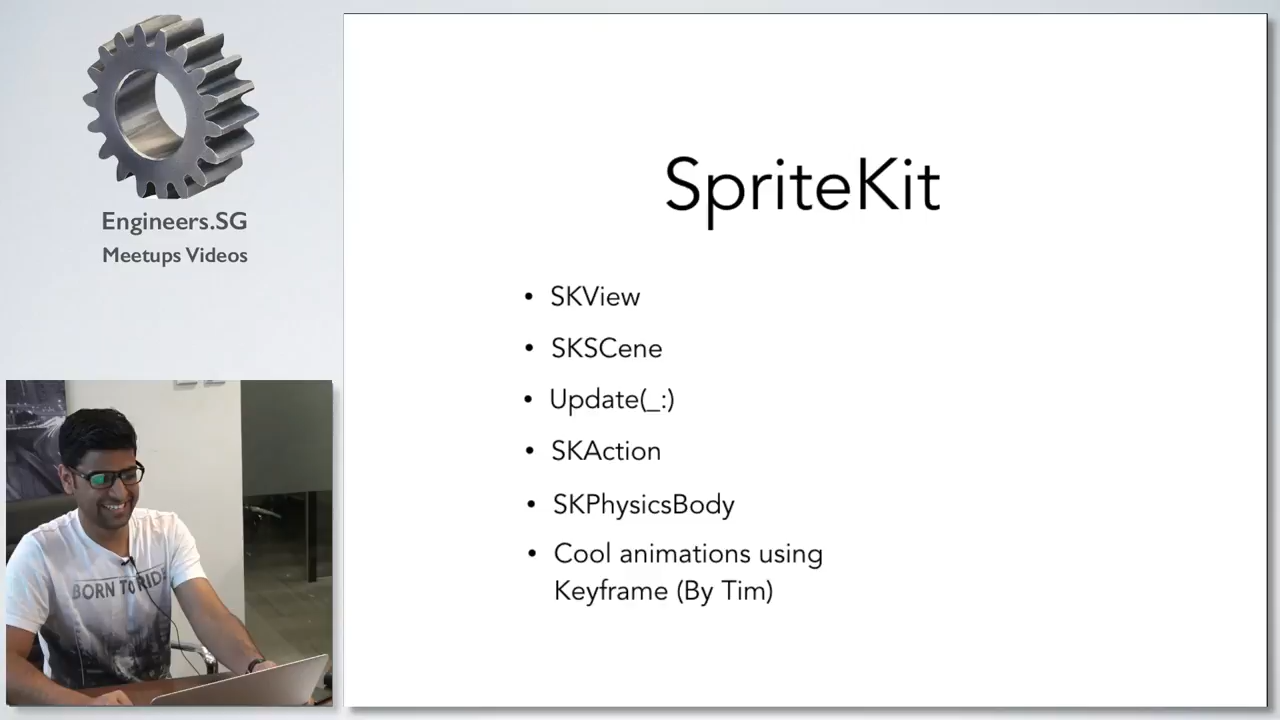 Engineers.SG
Meetups Videos
SpriteKit
• SKView
• SKSCene
• Update(_:)
• SKAction
• SKPhysicsBody
• Cool animations using
Keyframe (By Tim)
BORN TO RIDE